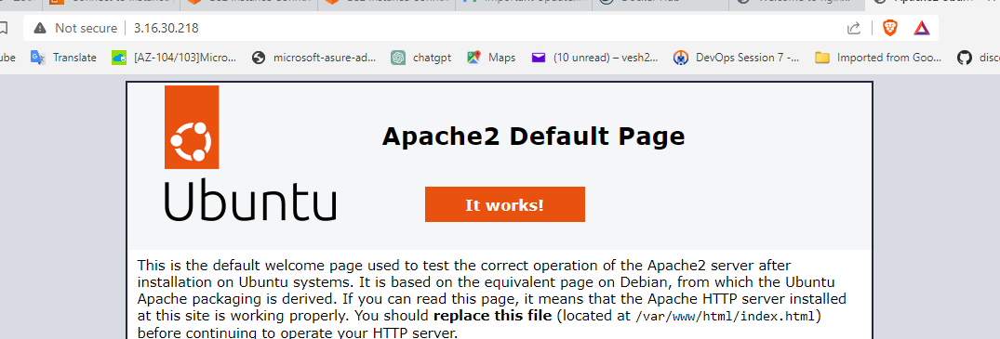 Not secure 3.16.30.218
ube Translate [AZ-104/103]Micro... microsoft-asure-ad... chatgpt Maps (10 unread) – vesh2... DevOps Session 7 -... Imported from Goo... disc
Apache2 Default Page
Ubuntu
It works!
This is the default welcome page used to test the correct operation of the Apache2 server after
installation on Ubuntu systems. It is based on the equivalent page on Debian, from which the Ubuntu
Apache packaging is derived. If you can read this page, it means that the Apache HTTP server installed
at this site is working properly. You should replace this file (located at /var/www/html/index.html)
before continuing to operate your HTTP server.